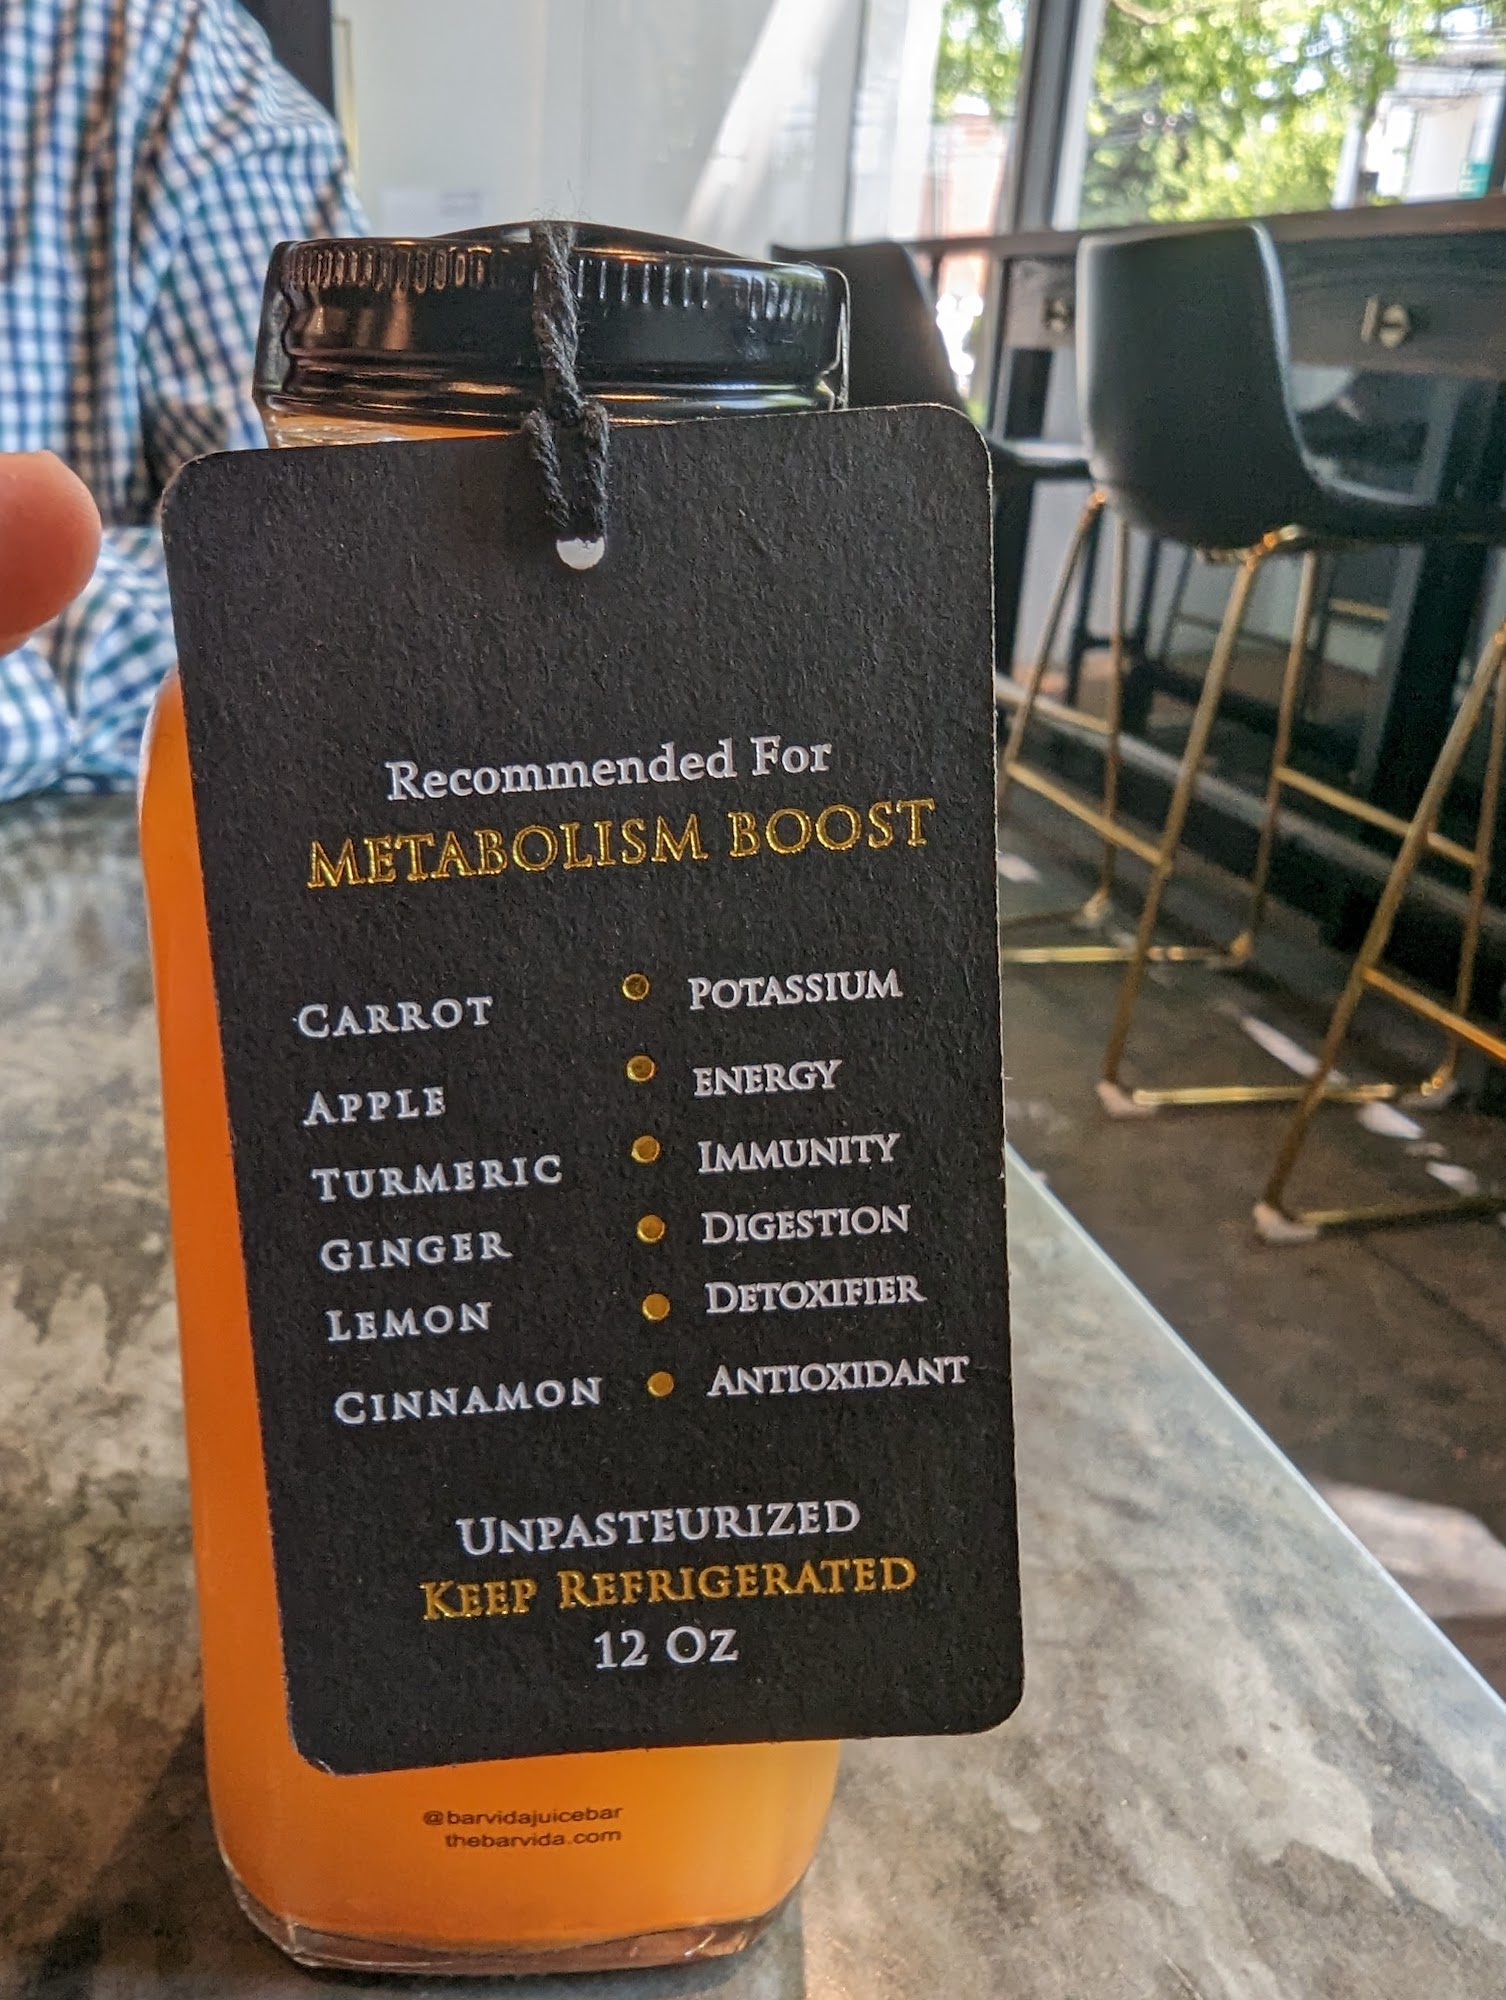 Recommended For
METABOLISM BOOST
CARROT • POTASSIUM
APPLE • ENERGY
TURMERIC • IMMUNITY
GINGER • DIGESTION
LEMON • DETOXIFIER
CINNAMON • ANTIOXIDANT
UNPASTEURIZED
KEEP REFRIGERATED
12 OZ
@barvidajuicebar
thebarvida.com